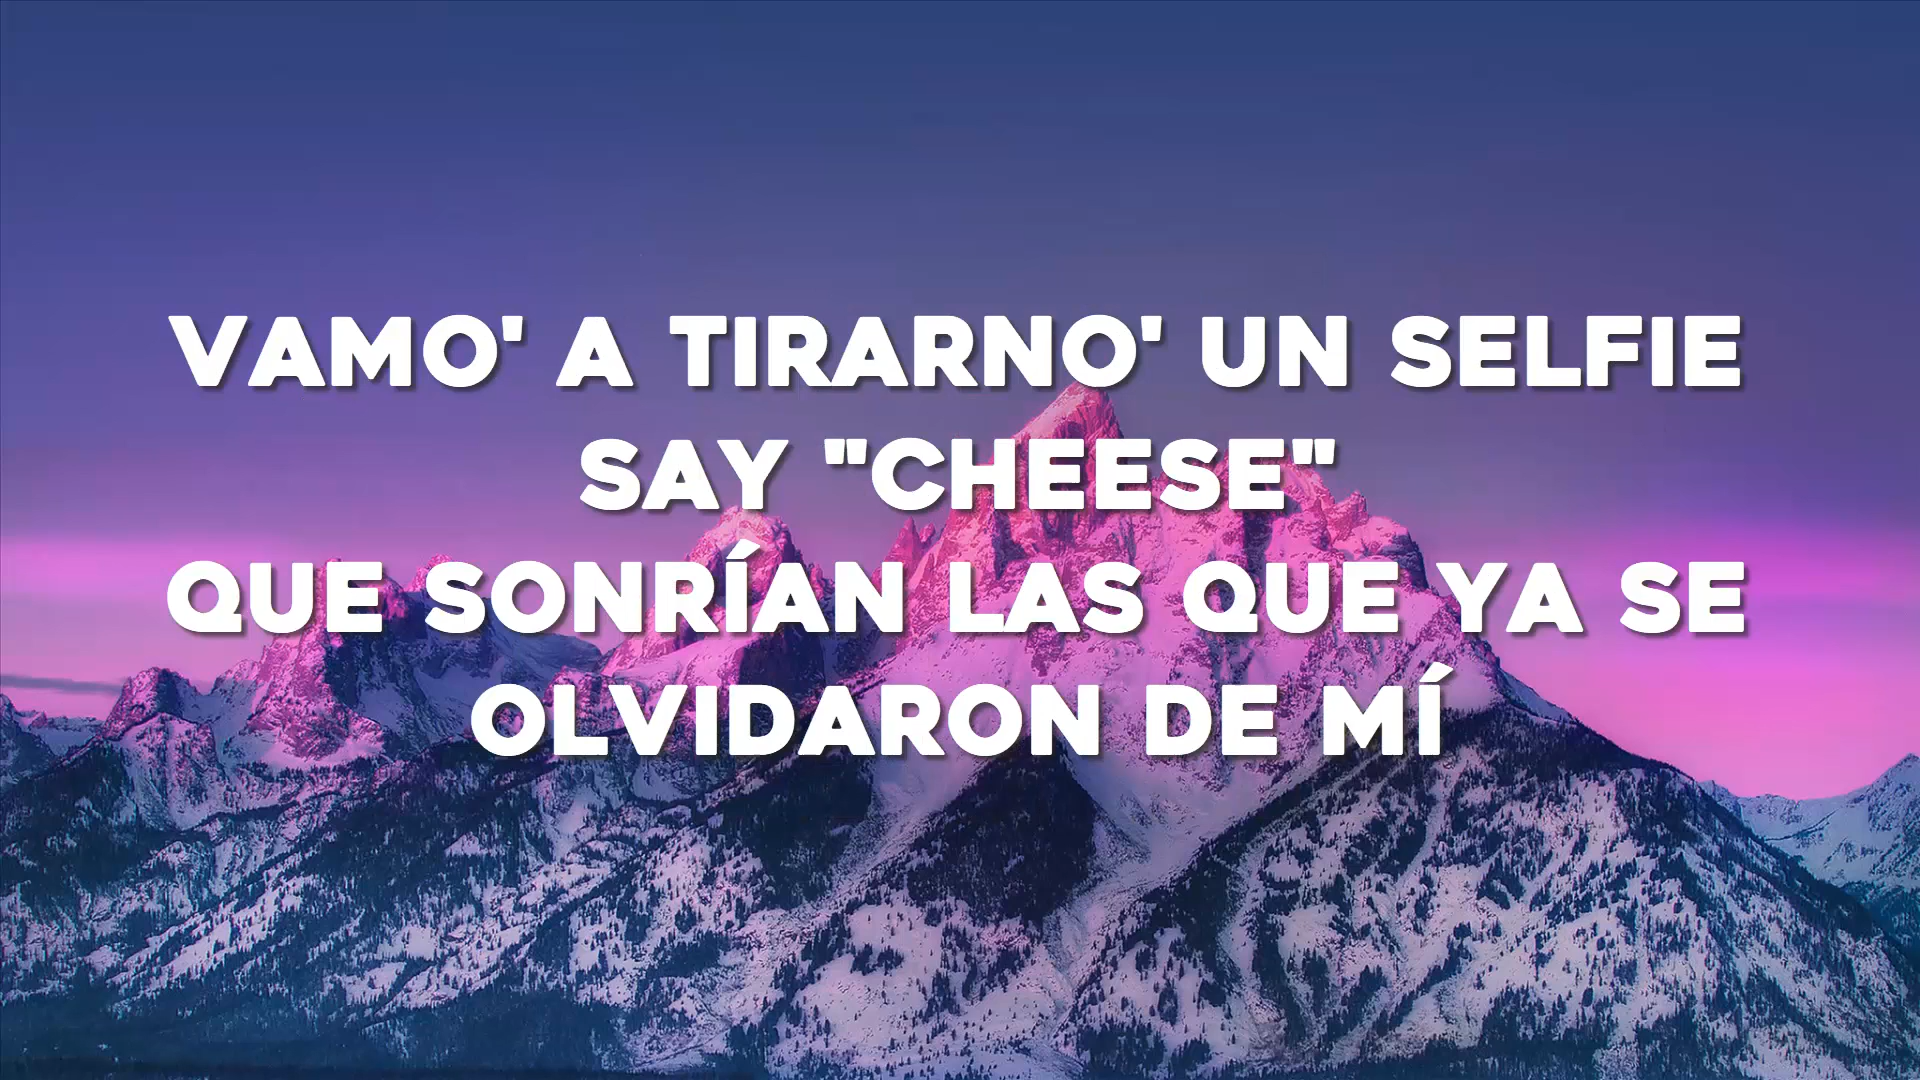 VAMO' A TIRARNO' UN SELFIE
SAY "CHEESE"
QUE SONRÍAN LAS QUE YA SE
OLVIDARON DE MÍ